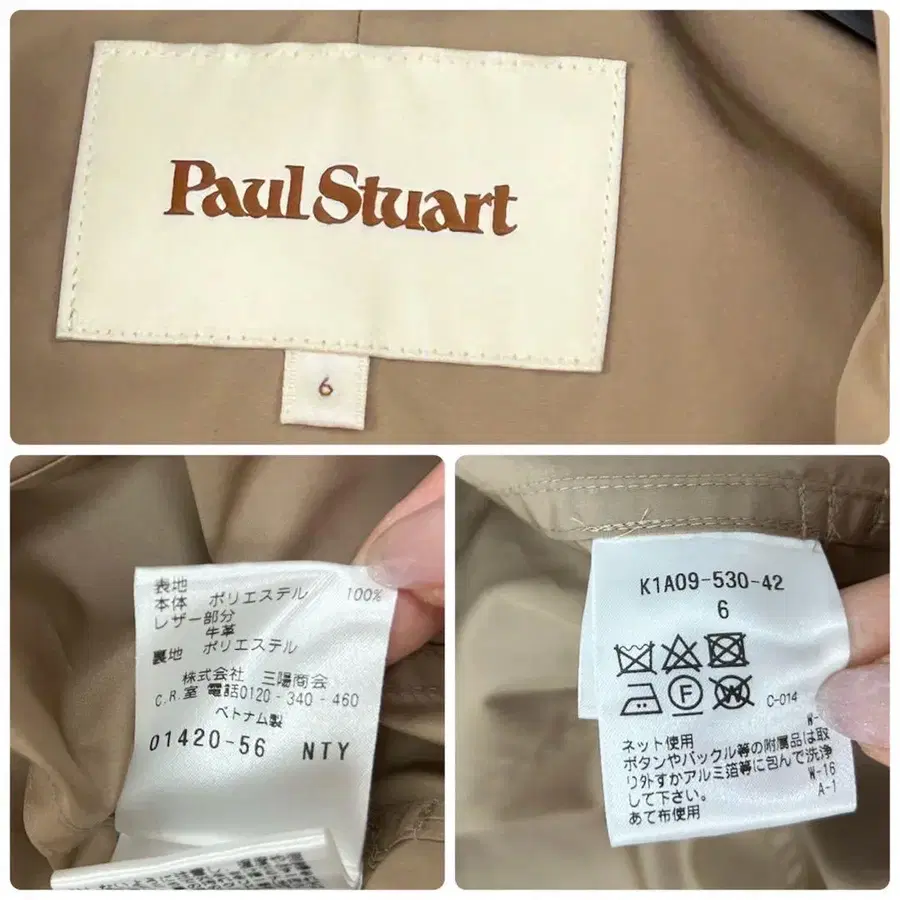 Paul Stuart
6
表地
本体 ポリエステル 100%
レザー部分
牛革
裏地 ポリエステル
株式会社 三陽商会
C.R.室 電話0120-340-460
ベトナム製
01420-56 NTY
K1A09-530-42
6
F
W
C-014
W-
ネット使用
ボタンやバックル等の附属品は取
り外すかアルミ箔等に包んで洗浄
して下さい。
W-16
あて布使用
A-1